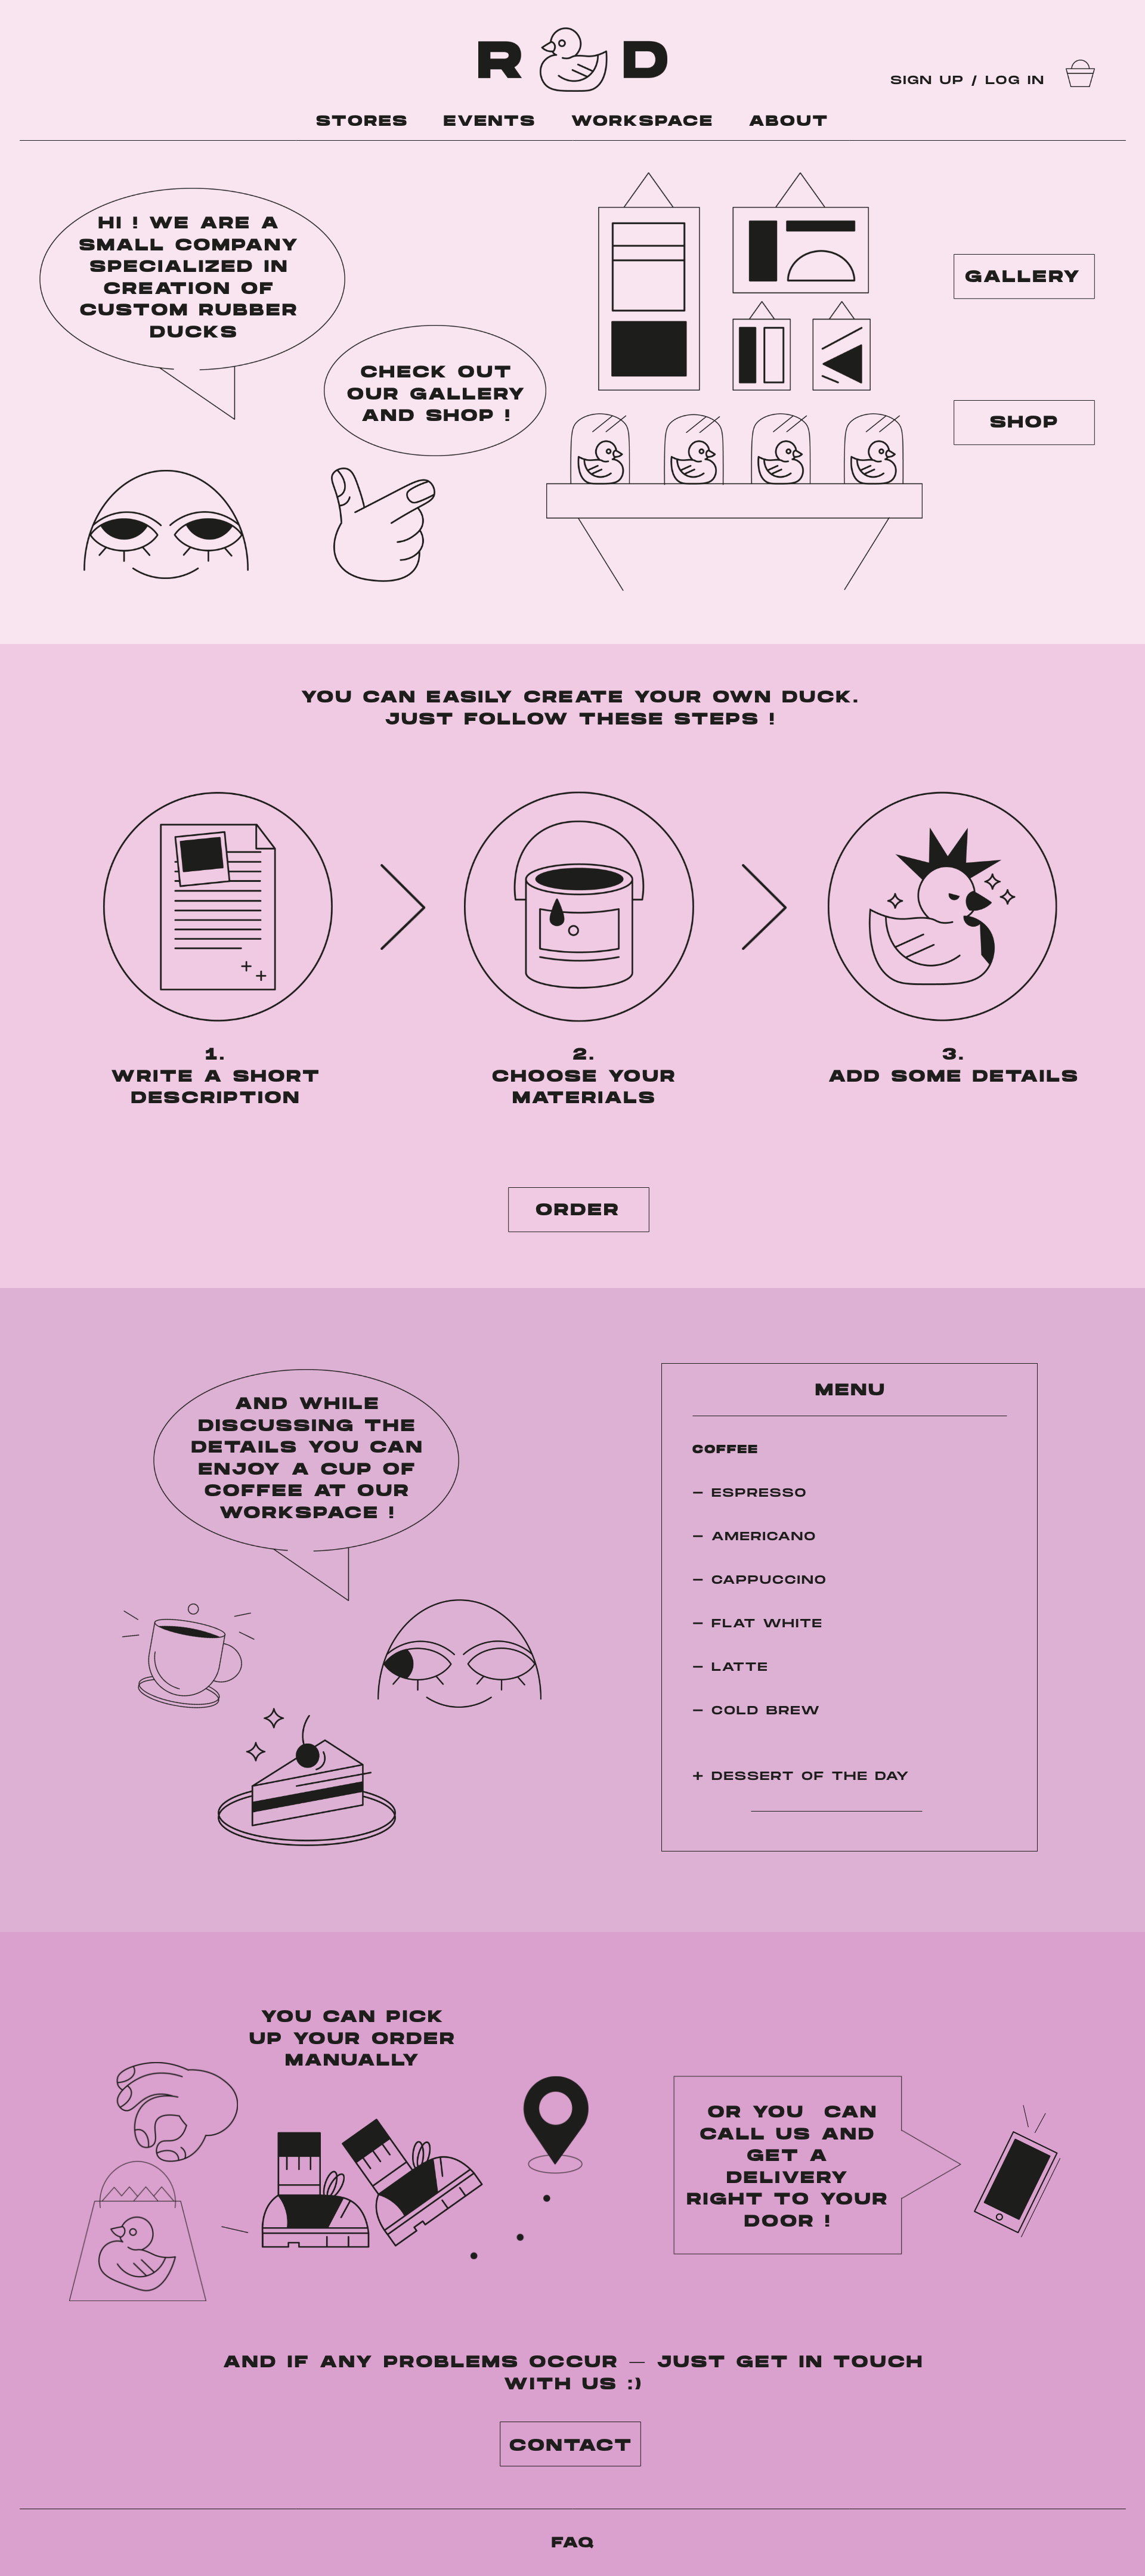 R D
SIGN UP / LOG IN
STORES EVENTS WORKSPACE ABOUT
HI ! WE ARE A
SMALL COMPANY
SPECIALIZED IN
CREATION OF
CUSTOM RUBBER
DUCKS
CHECK OUT
OUR GALLERY
AND SHOP !
GALLERY
SHOP
YOU CAN EASILY CREATE YOUR OWN DUCK.
JUST FOLLOW THESE STEPS !
1.
WRITE A SHORT
DESCRIPTION
2.
CHOOSE YOUR
MATERIALS
3.
ADD SOME DETAILS
ORDER
AND WHILE
DISCUSSING THE
DETAILS YOU CAN
ENJOY A CUP OF
COFFEE AT OUR
WORKSPACE !
MENU
COFFEE
– ESPRESSO
– AMERICANO
– CAPPUCCINO
– FLAT WHITE
– LATTE
– COLD BREW
+ DESSERT OF THE DAY
YOU CAN PICK
UP YOUR ORDER
MANUALLY
OR YOU CAN
CALL US AND
GET A
DELIVERY
RIGHT TO YOUR
DOOR !
AND IF ANY PROBLEMS OCCUR — JUST GET IN TOUCH
WITH US :)
CONTACT
FAQ